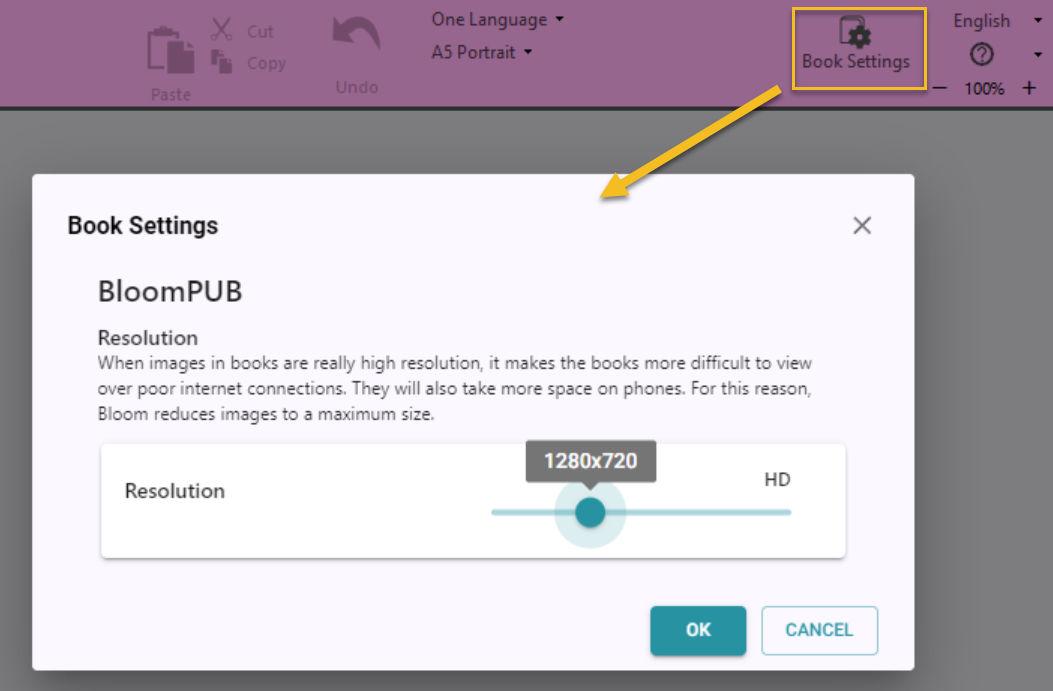 Paste
Cut
Copy
Undo
One Language
A5 Portrait
Book Settings
English
100%
Book Settings
BloomPUB
Resolution
When images in books are really high resolution, it makes the books more difficult to view
over poor internet connections. They will also take more space on phones. For this reason,
Bloom reduces images to a maximum size.
Resolution
1280x720
HD
OK
CANCEL